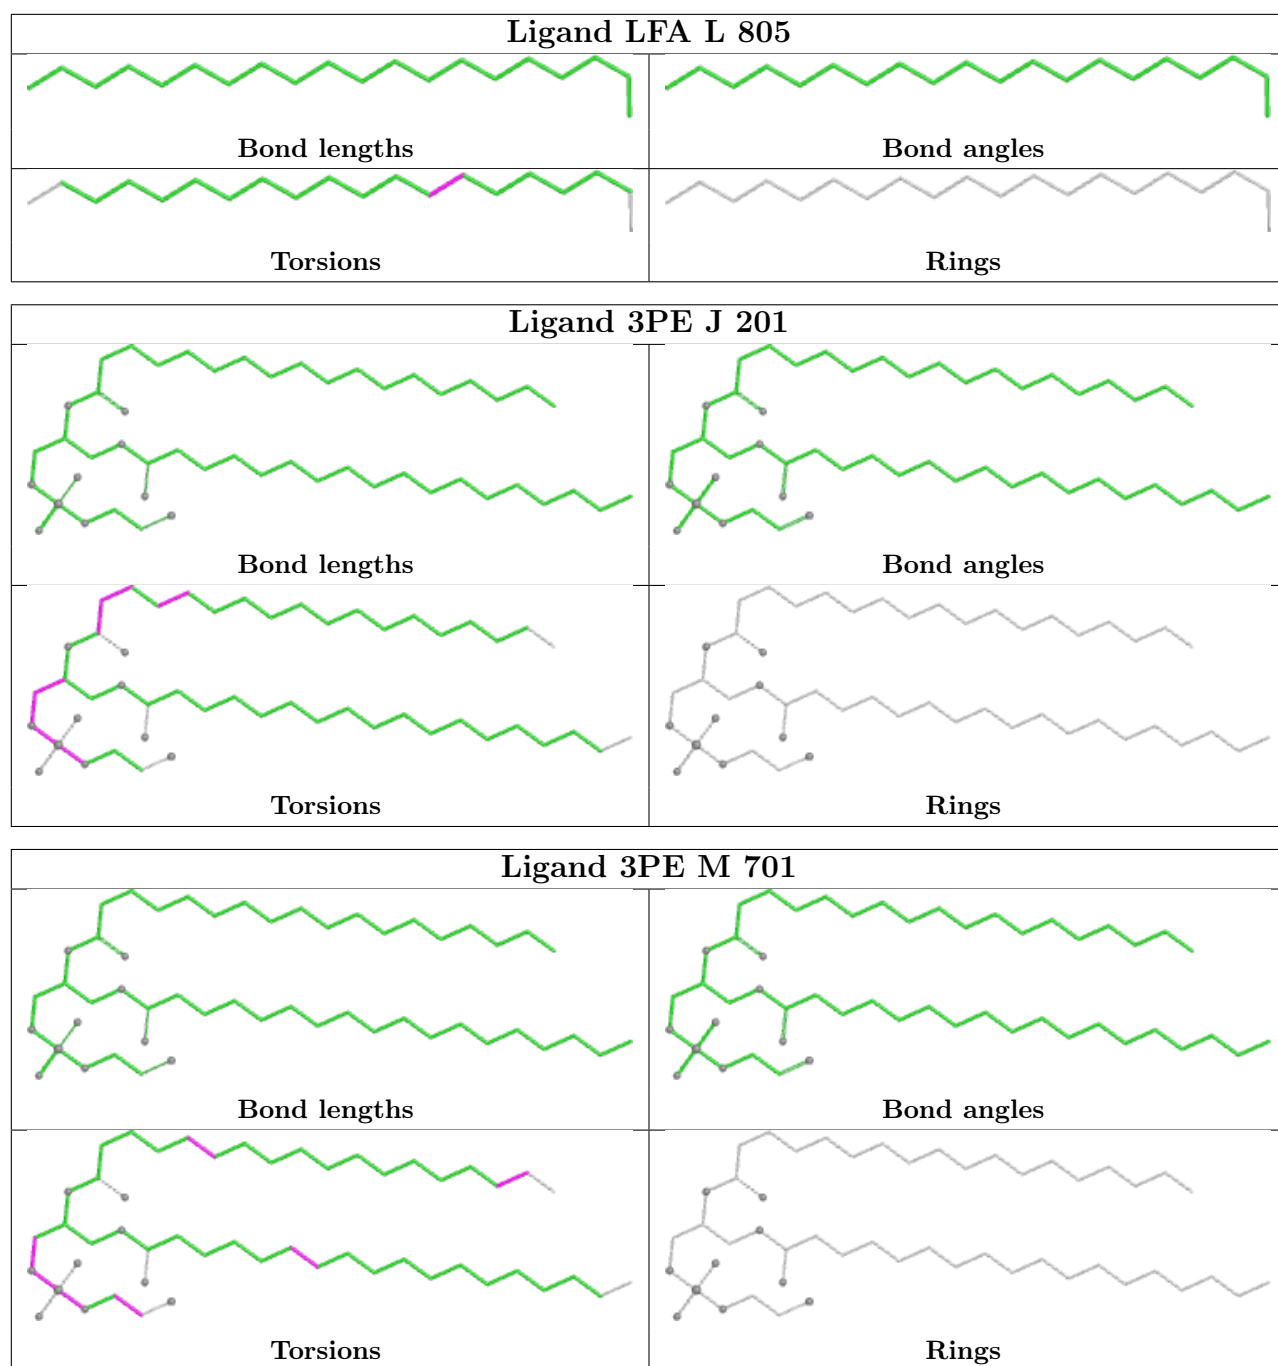 Ligand LFA L 805
Bond lengths Bond angles
Torsions Rings
Ligand 3PE J 201
Bond lengths Bond angles
Torsions Rings
Ligand 3PE M 701
Bond lengths Bond angles
Torsions Rings